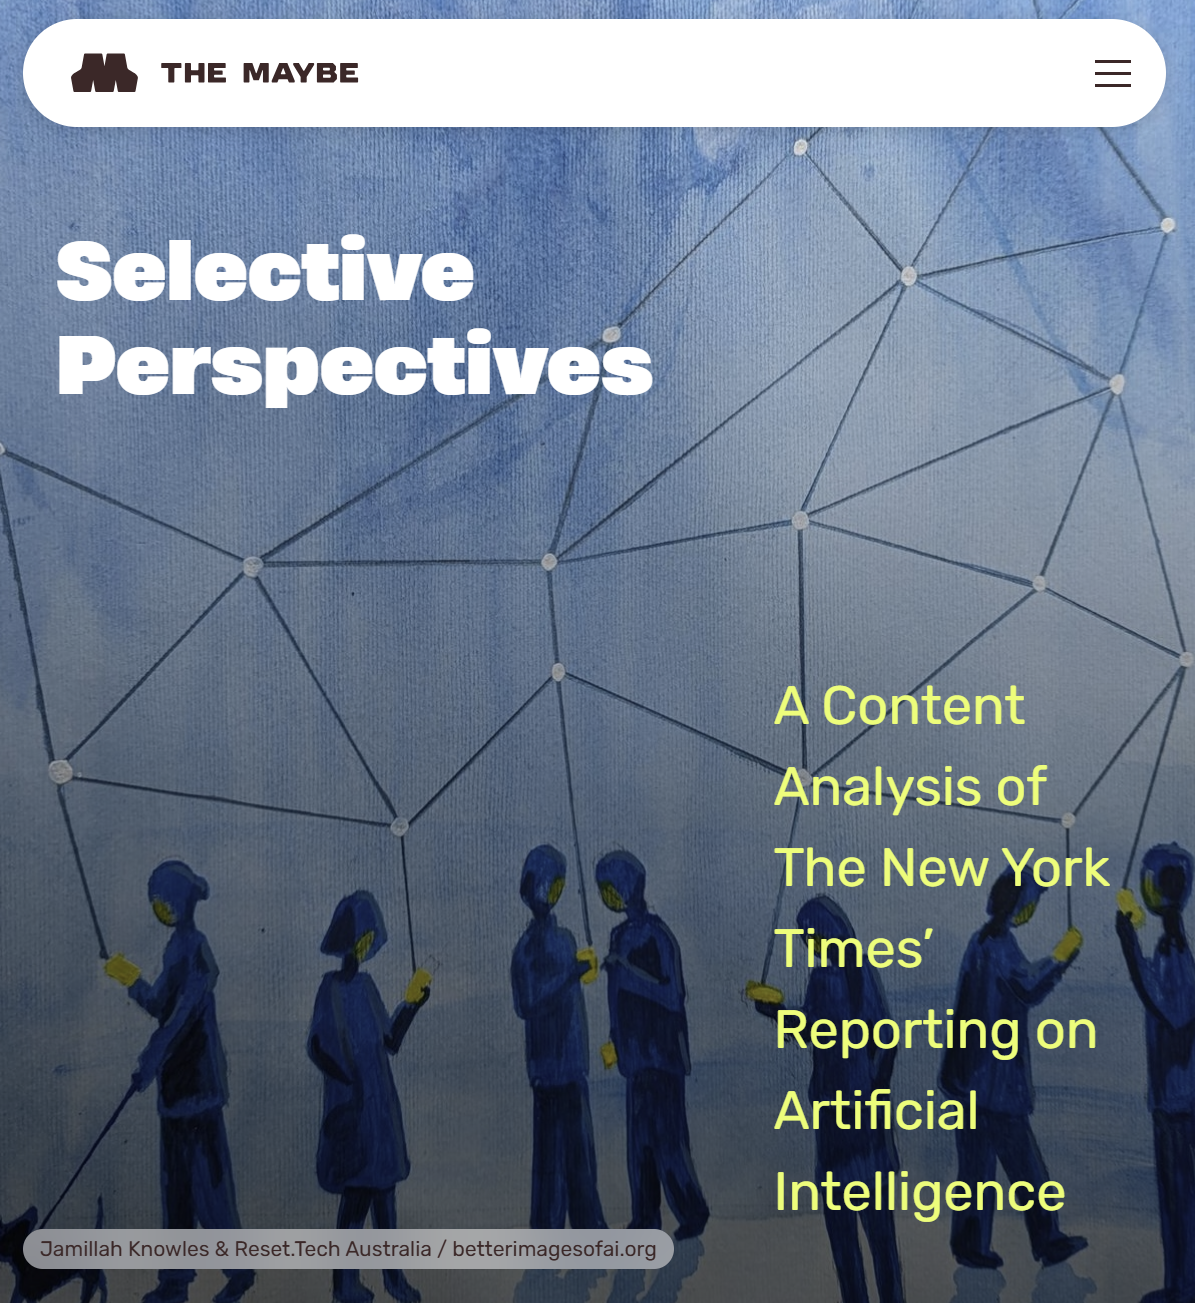 THE MAYBE
Selective
Perspectives
A Content
Analysis of
The New York
Times’
Reporting on
Artificial
Intelligence
Jamillah Knowles & Reset.Tech Australia / betterimagesofai.org